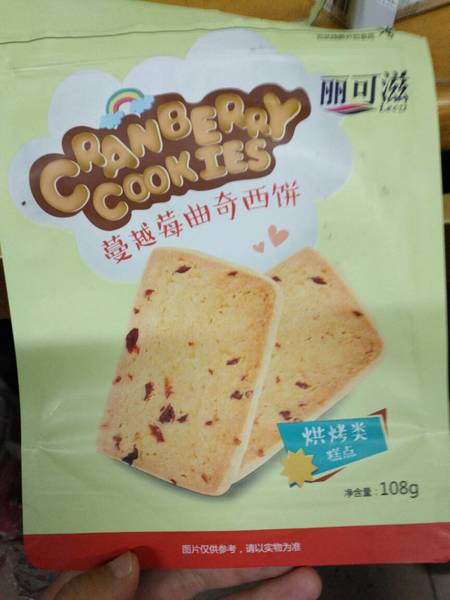 丽可滋
CRANBERRY
COOKIES
蔓越莓曲奇西饼
烘烤类
糕点
净含量:108g
图片仅供参考，请以实物为准